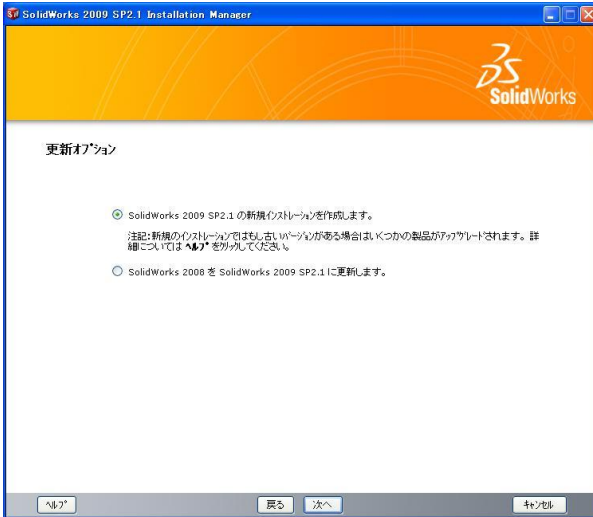 SolidWorks 2009 SP2.1 Installation Manager
SolidWorks
更新ｵﾌﾟｼｮﾝ
SolidWorks 2009 SP2.1 の新規ｲﾝｽﾄﾚｰｼｮﾝを作成します。
注記:新規のｲﾝｽﾄﾚｰｼｮﾝではもし古いﾊﾞｰｼﾞｮﾝがある場合はいくつかの製品がｱｯﾌﾟｸﾞﾚｰﾄﾞされます。詳
細については ﾍﾙﾌﾟ をｸﾘｯｸしてください。
SolidWorks 2008 を SolidWorks 2009 SP2.1 に更新します。
ﾍﾙﾌﾟ
戻る
次へ
ｷｬﾝｾﾙ